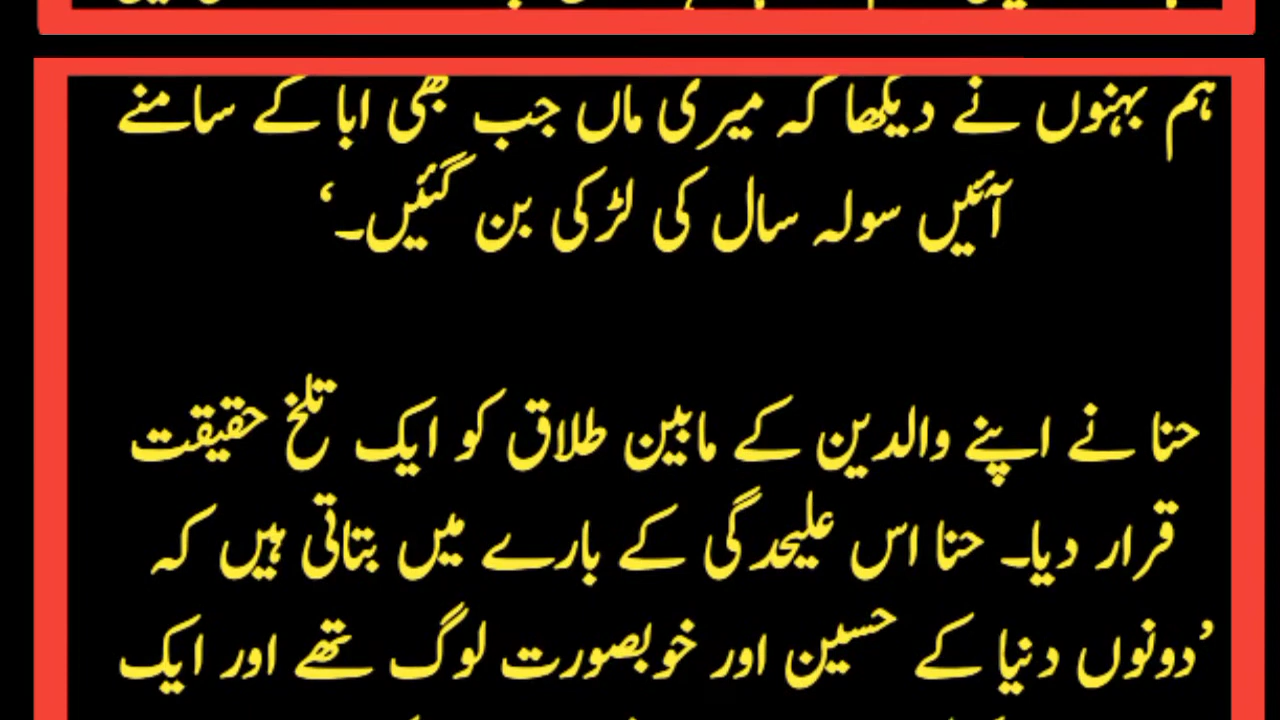 ہم بہنوں نے دیکھا کہ میری ماں جب بھی ابا کے سامنے
آئیں سولہ سال کی لڑکی بن گئیں۔‘
حنا نے اپنے والدین کے مابین طلاق کو ایک تلخ حقیقت
قرار دیا۔ حنا اس علیحدگی کے بارے میں بتاتی ہیں کہ
’دونوں دنیا کے حسین اور خوبصورت لوگ تھے اور ایک